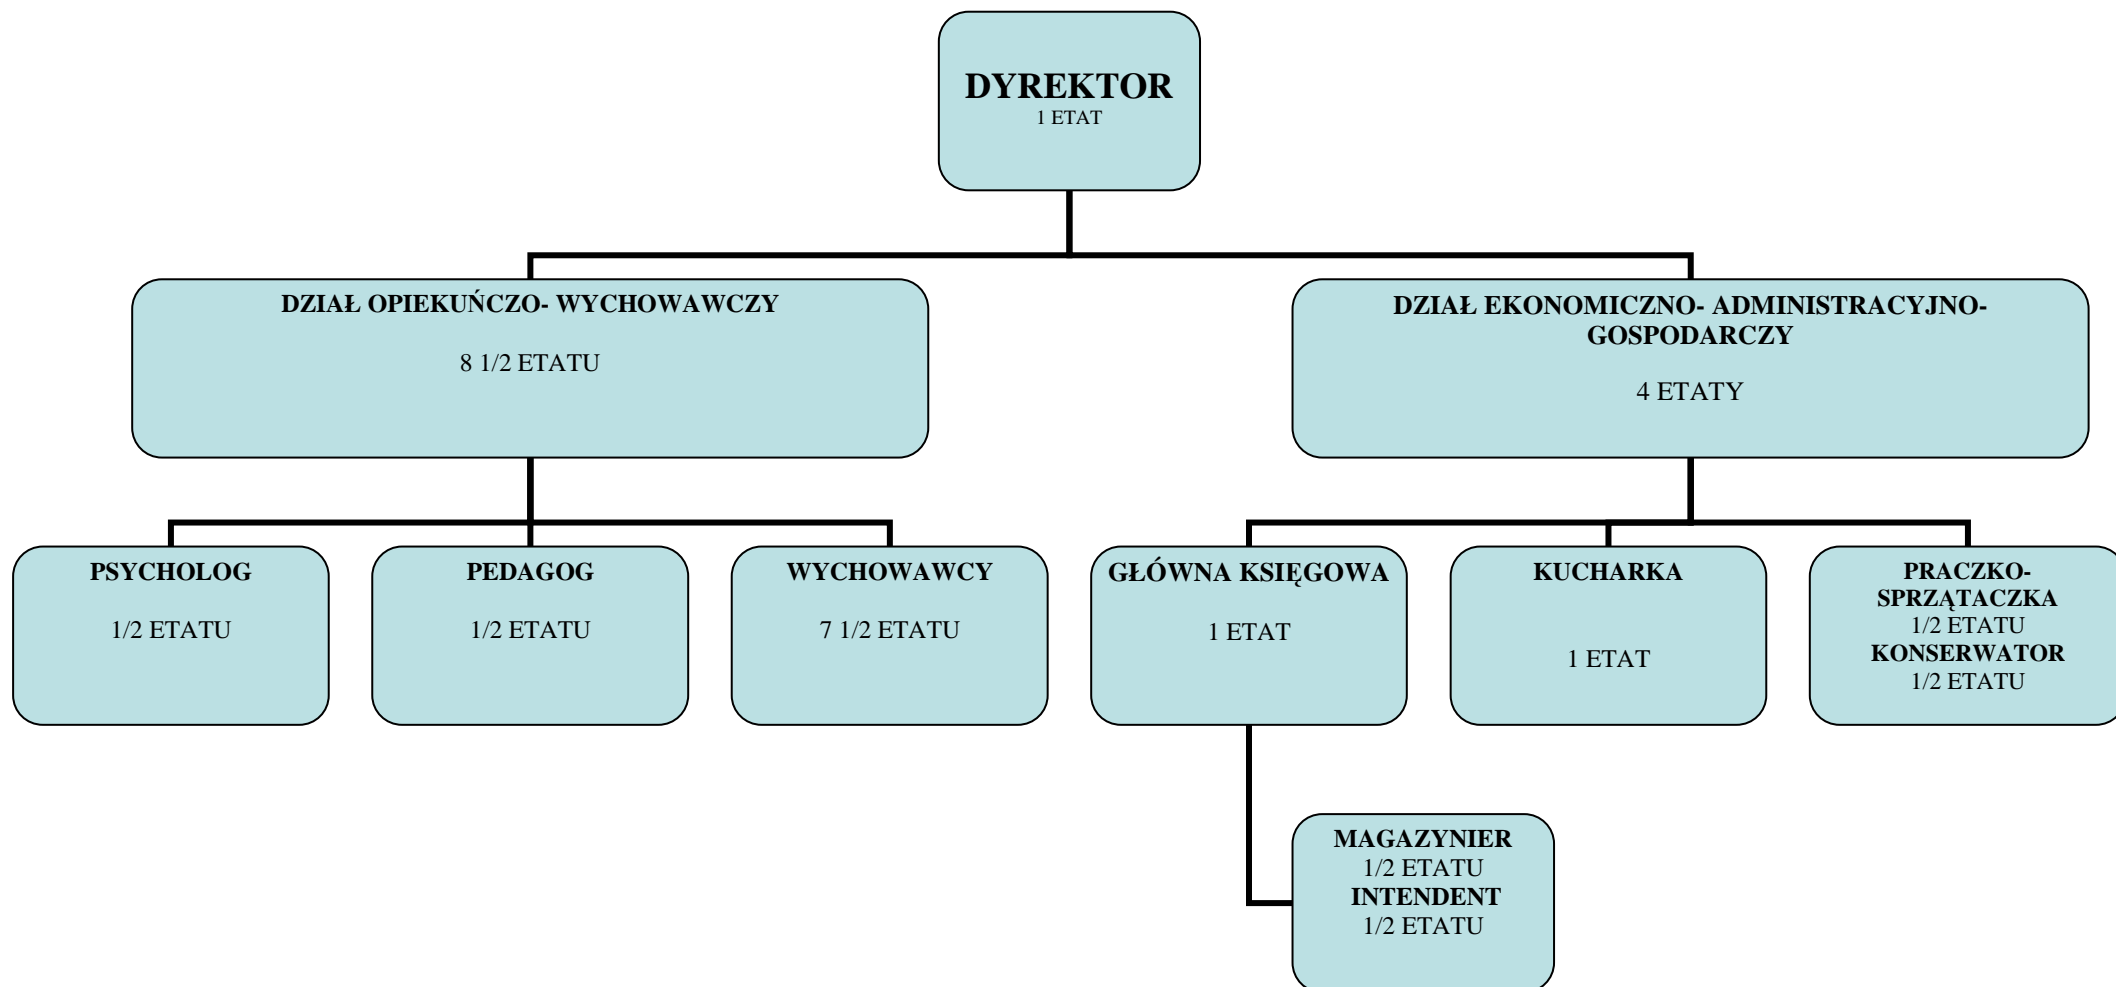 DYREKTOR
1 ETAT
DZIAŁ OPIEKUŃCZO- WYCHOWAWCZY
8 1/2 ETATU
DZIAŁ EKONOMICZNO- ADMINISTRACYJNO-
GOSPODARCZY
4 ETATY
PSYCHOLOG
1/2 ETATU
PEDAGOG
1/2 ETATU
WYCHOWAWCY
7 1/2 ETATU
GŁÓWNA KSIĘGOWA
1 ETAT
KUCHARKA
1 ETAT
PRACZKO-
SPRZĄTACZKA
1/2 ETATU
KONSERWATOR
1/2 ETATU
MAGAZYNIER
1/2 ETATU
INTENDENT
1/2 ETATU